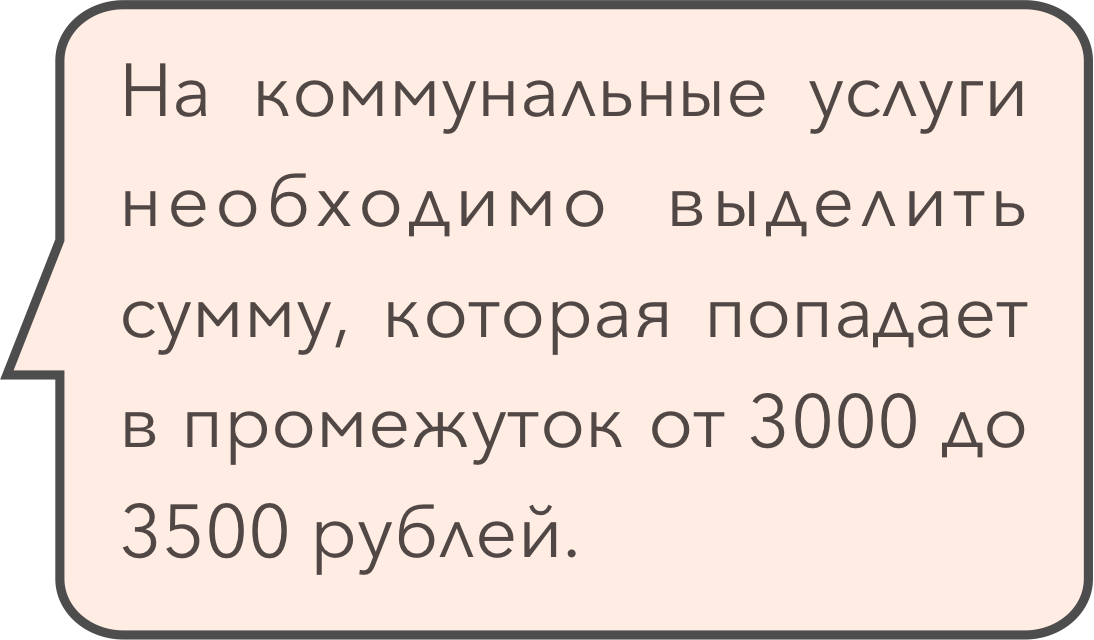 На коммунальные услуги
необходимо выделить
сумму, которая попадает
в промежуток от 3000 до
3500 рублей.